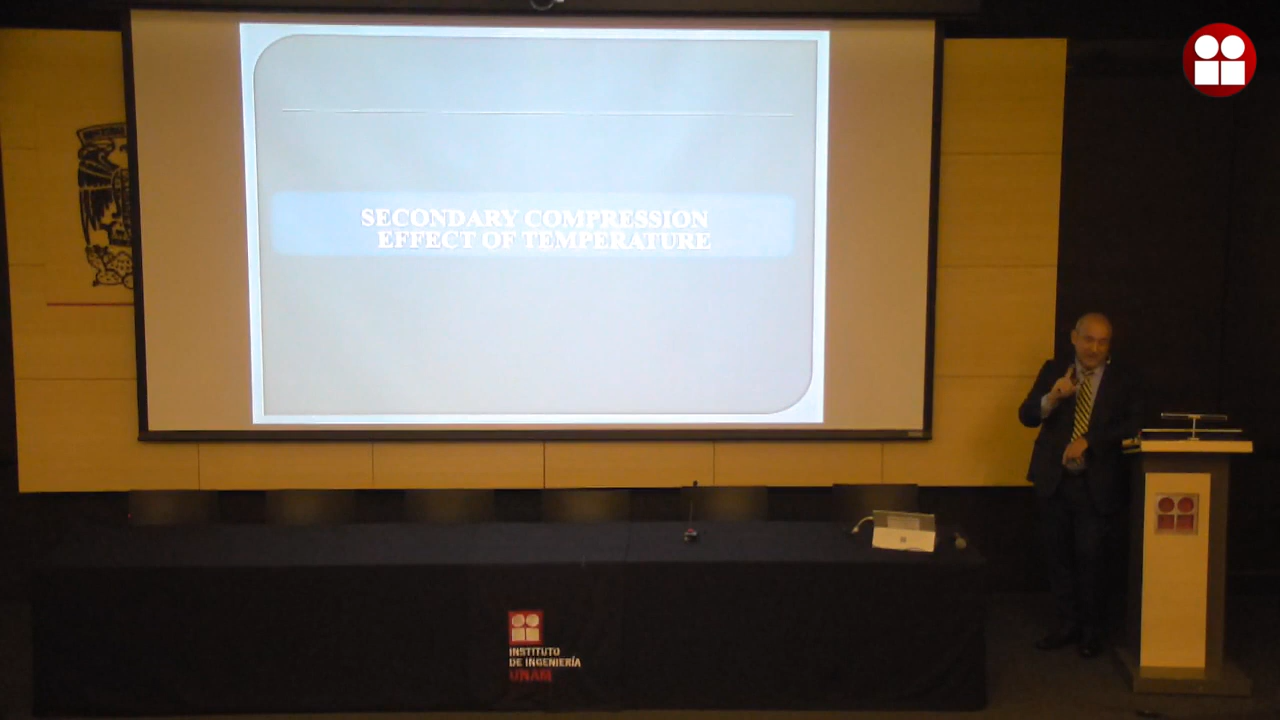 SECONDARY COMPRESSION
EFFECT OF TEMPERATURE
INSTITUTO
DE INGENIERÍA
UNAM